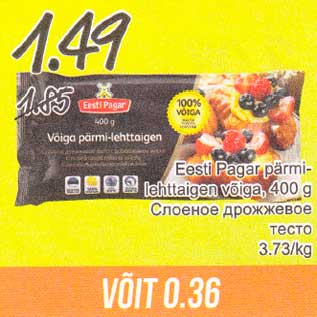 1.49
1.85
Eesti Pagar
400 g
Võiga pärmi-lehttaigen
100%
VÕIGA
Eesti Pagar pärmi-
lehttaigen võiga, 400 g
Слоеное дрожжевое
тесто
3.73/kg
VÕIT 0.36